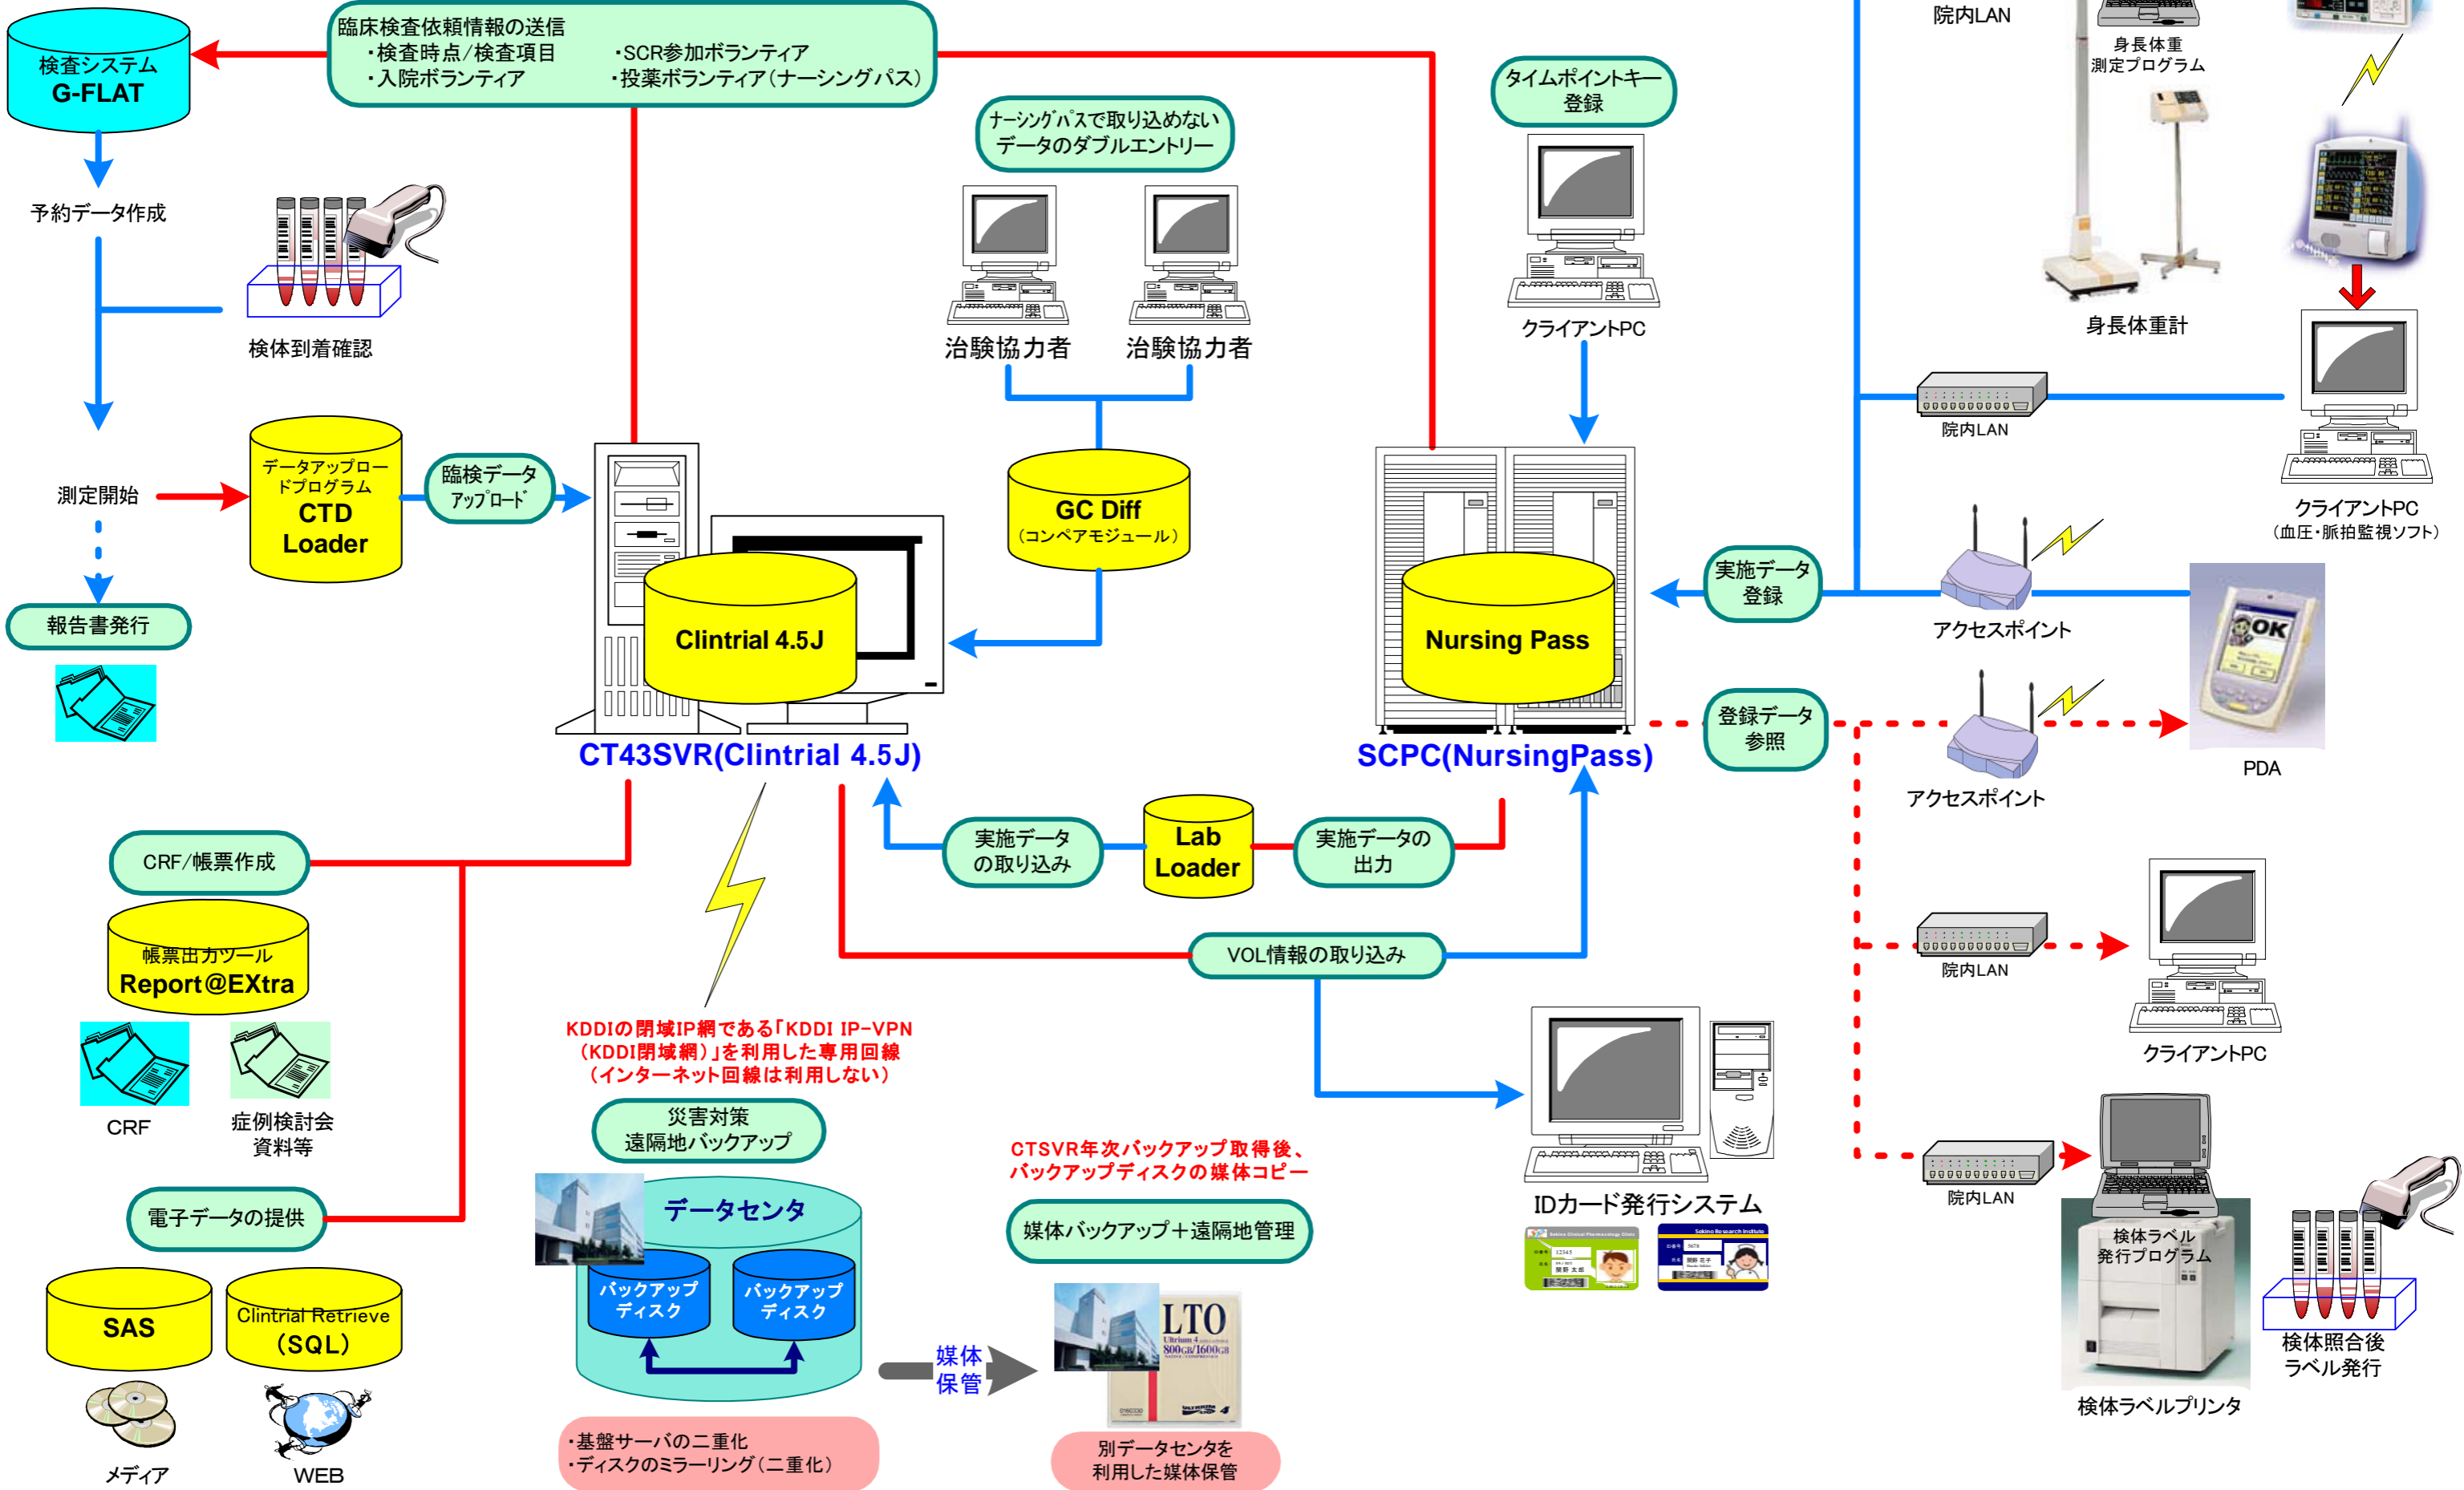 臨床検査依頼情報の送信
・検査時点/検査項目 ・SCR参加ボランティア
・入院ボランティア ・投薬ボランティア(ナーシングパス)
検査システム
G-FLAT
予約データ作成
検体到着確認
測定開始
報告書発行
データアップロー
ドプログラム
CTD
Loader
臨検データ
アップロード
ナーシングパスで取り込めない
データのダブルエントリー
治験協力者
治験協力者
GC Diff
(コンペアモジュール)
Clintrial 4.5J
CT43SVR(Clintrial 4.5J)
タイムポイントキー
登録
クライアントPC
Nursing Pass
SCPC(NursingPass)
院内LAN
身長体重
測定プログラム
身長体重計
院内LAN
クライアントPC
(血圧・脈拍監視ソフト)
実施データ
登録
アクセスポイント
OK
登録データ
参照
アクセスポイント
PDA
実施データ
の取り込み
Lab
Loader
実施データの
出力
VOL情報の取り込み
院内LAN
クライアントPC
院内LAN
検体ラベル
発行プログラム
検体ラベルプリンタ
検体照合後
ラベル発行
IDカード発行システム
Sekino Clinical Pharmacology Clinic
12345
関野 太郎
Sekino Research Institute
5678
関野 花子
CRF/帳票作成
帳票出力ツール
Report@EXtra
CRF
症例検討会
資料等
電子データの提供
SAS
Clintrial Retrieve
(SQL)
メディア
WEB
KDDIの閉域IP網である「KDDI IP-VPN
(KDDI閉域網)」を利用した専用回線
(インターネット回線は利用しない)
災害対策
遠隔地バックアップ
データセンタ
バックアップ
ディスク
バックアップ
ディスク
・基盤サーバの二重化
・ディスクのミラーリング(二重化)
媒体
保管
CTSVR年次バックアップ取得後、
バックアップディスクの媒体コピー
媒体バックアップ+遠隔地管理
LTO
Ultrium 4
800GB/1600GB
ULTRIUM 4
別データセンタを
利用した媒体保管